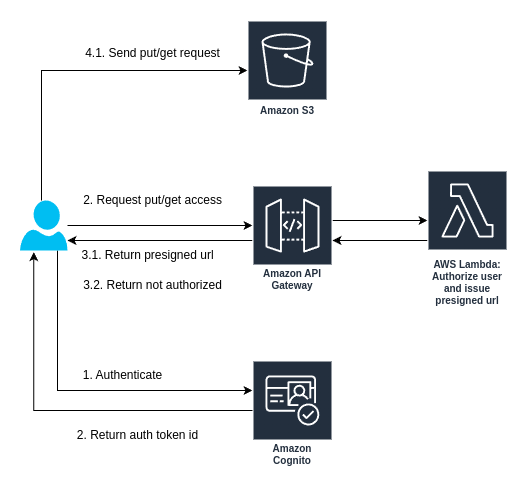 4.1. Send put/get request
Amazon S3
2. Request put/get access
3.1. Return presigned url
3.2. Return not authorized
Amazon API
Gateway
AWS Lambda:
Authorize user
and issue
presigned url
1. Authenticate
2. Return auth token id
Amazon
Cognito